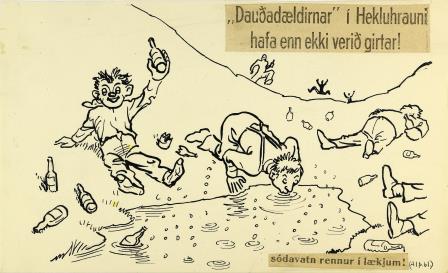 „Dauðadældirnar" í Hekluhrauni
hafa enn ekki verið girtar!
sódavatn rennur í lækjum!